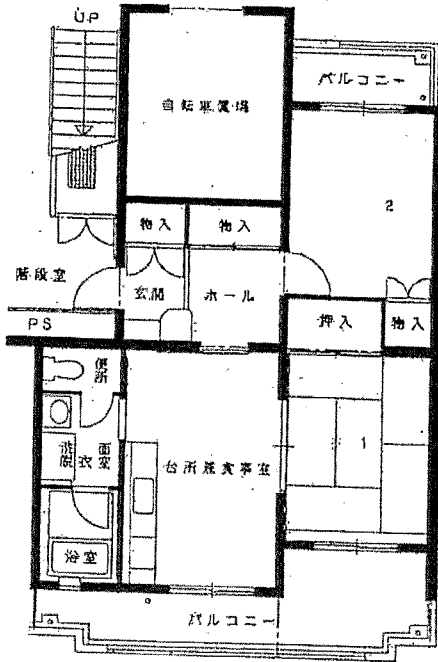 UP
バルコニー
自転車置場
2
物入
物入
階段室
玄関
ホール
押入
物入
PS
便所
洗面
脱衣室
台所兼食事室
1
浴室
バルコニー